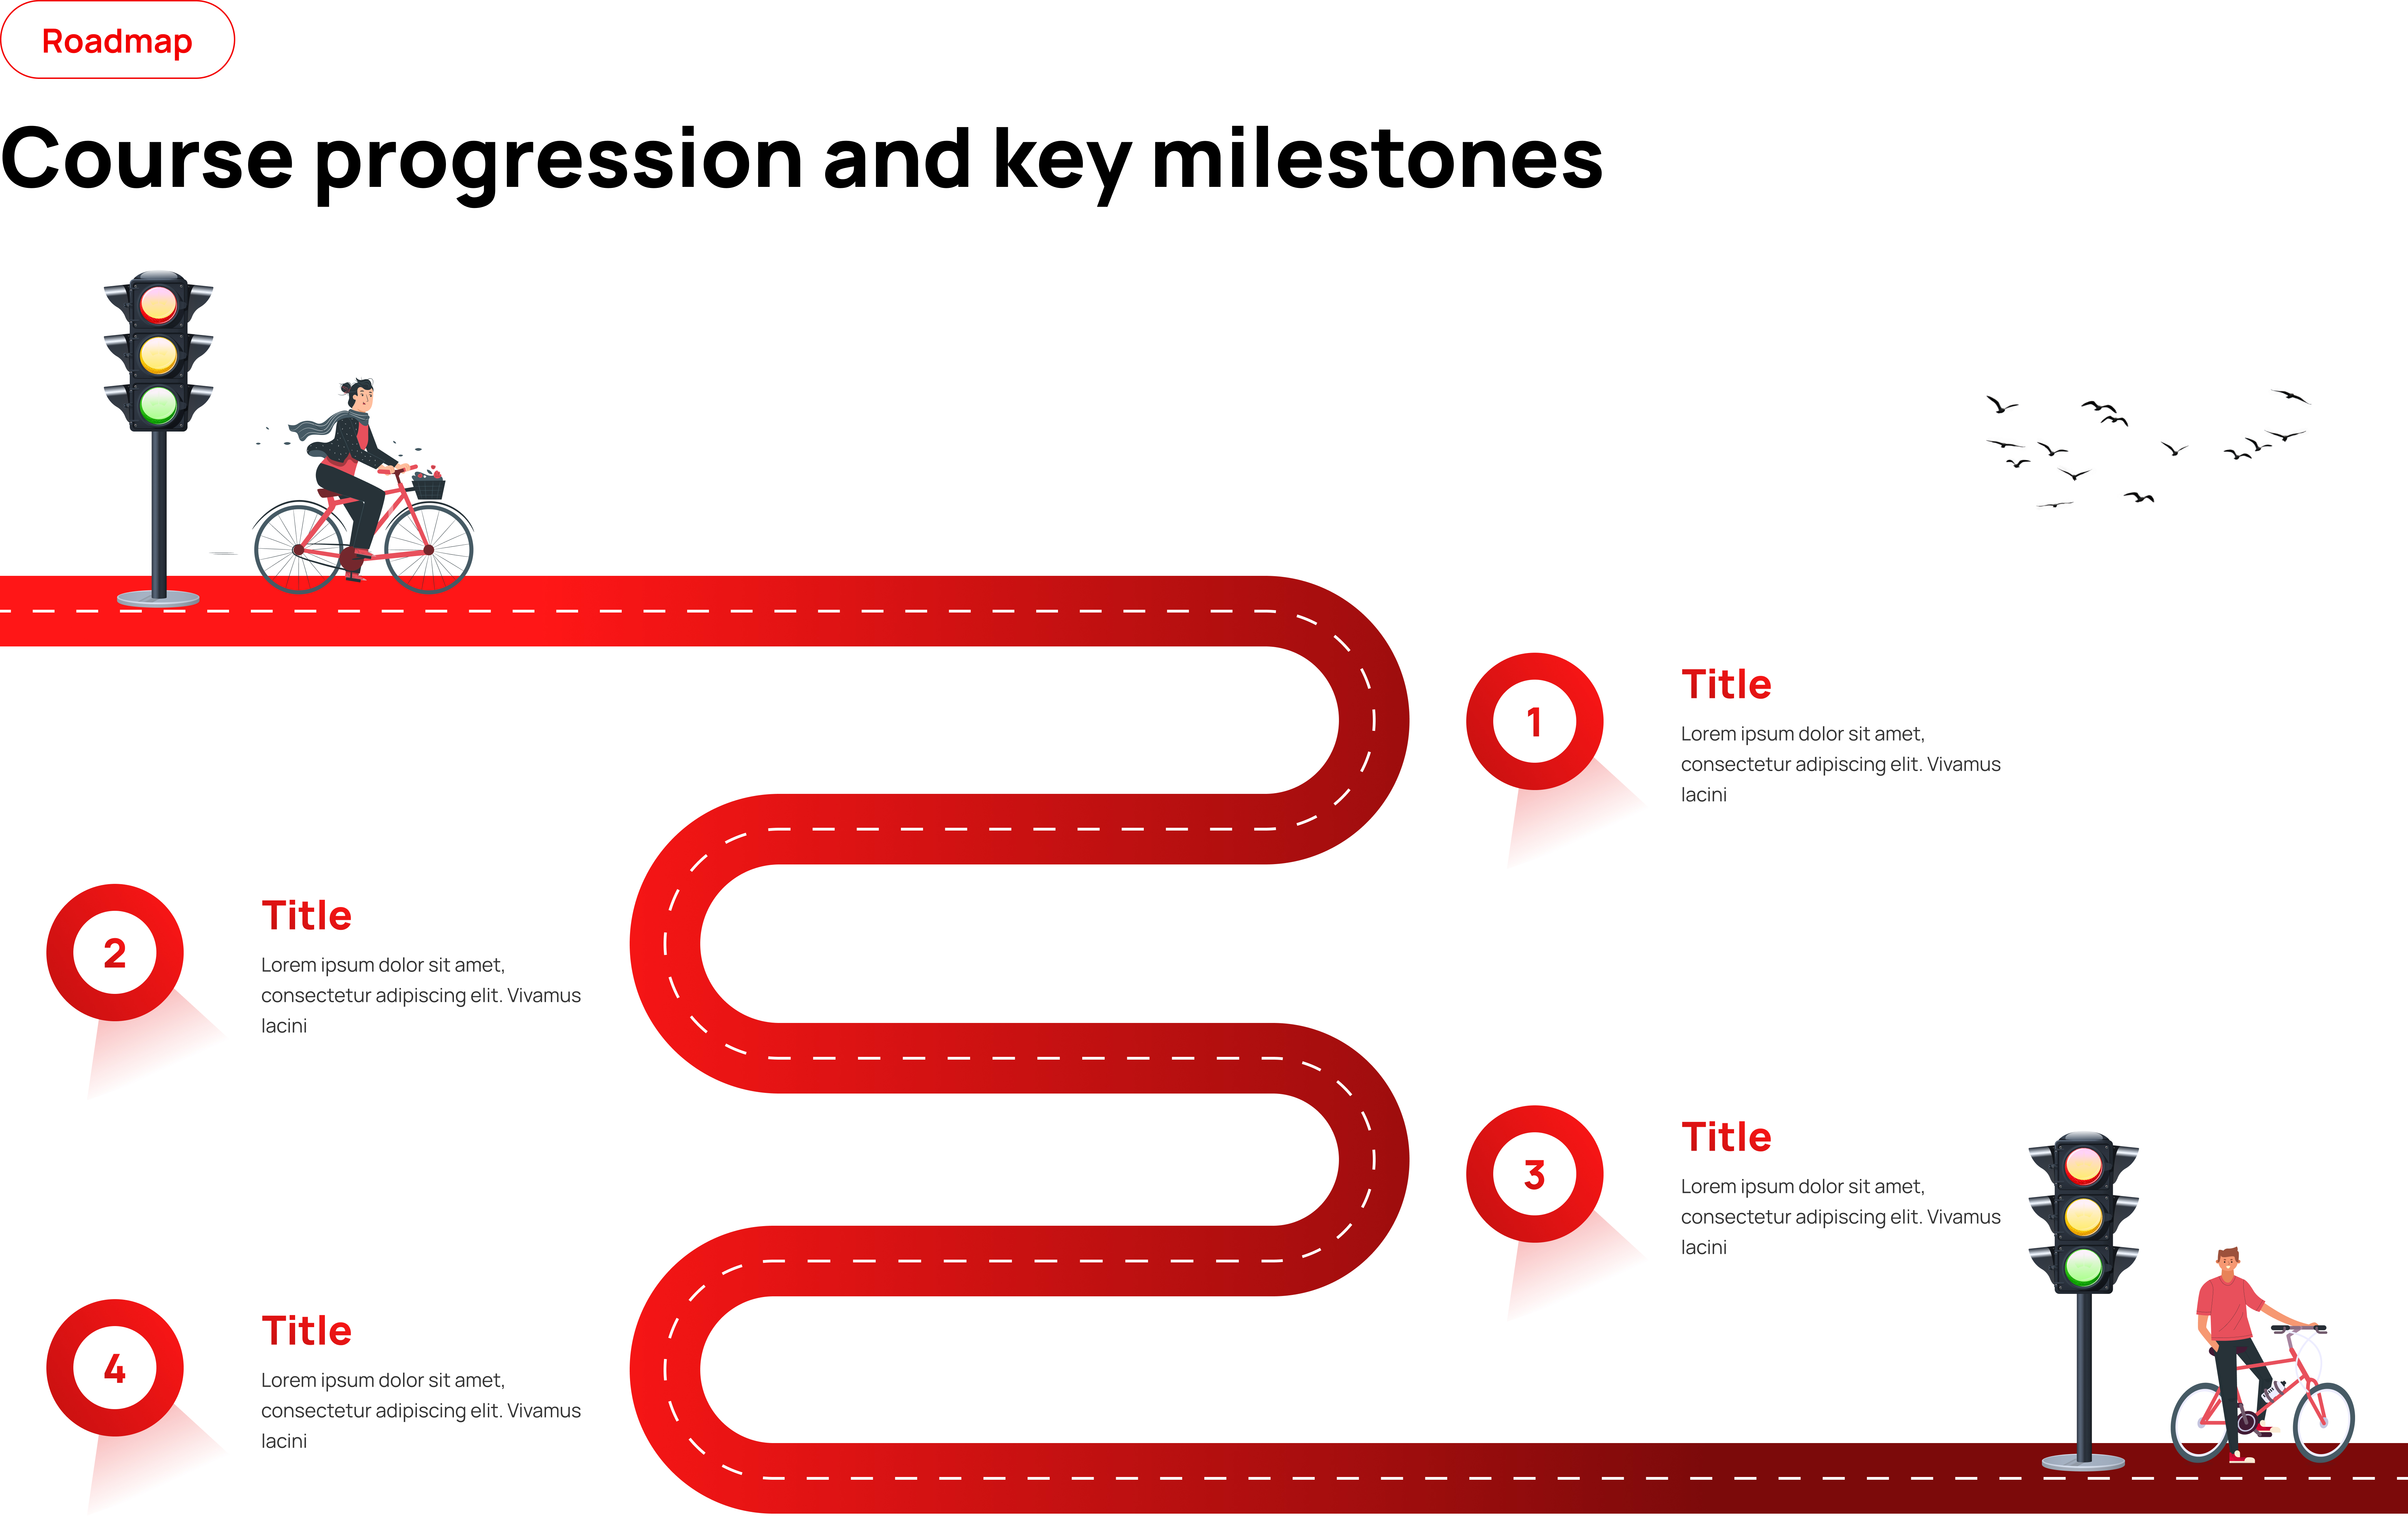 Roadmap
Course progression and key milestones
1
Title
Lorem ipsum dolor sit amet,
consectetur adipiscing elit. Vivamus
lacini
2
Title
Lorem ipsum dolor sit amet,
consectetur adipiscing elit. Vivamus
lacini
3
Title
Lorem ipsum dolor sit amet,
consectetur adipiscing elit. Vivamus
lacini
4
Title
Lorem ipsum dolor sit amet,
consectetur adipiscing elit. Vivamus
lacini